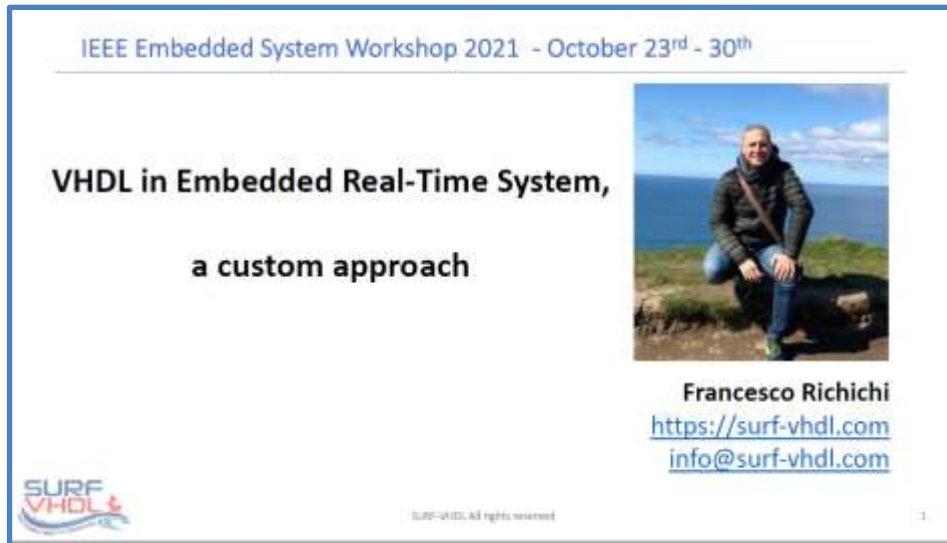 IEEE Embedded System Workshop 2021 - October 23rd - 30th
VHDL in Embedded Real-Time System,
a custom approach
Francesco Richichi
https://surf-vhdl.com
info@surf-vhdl.com
SURF
VHDL
SURF-VHDL All rights reserved
1